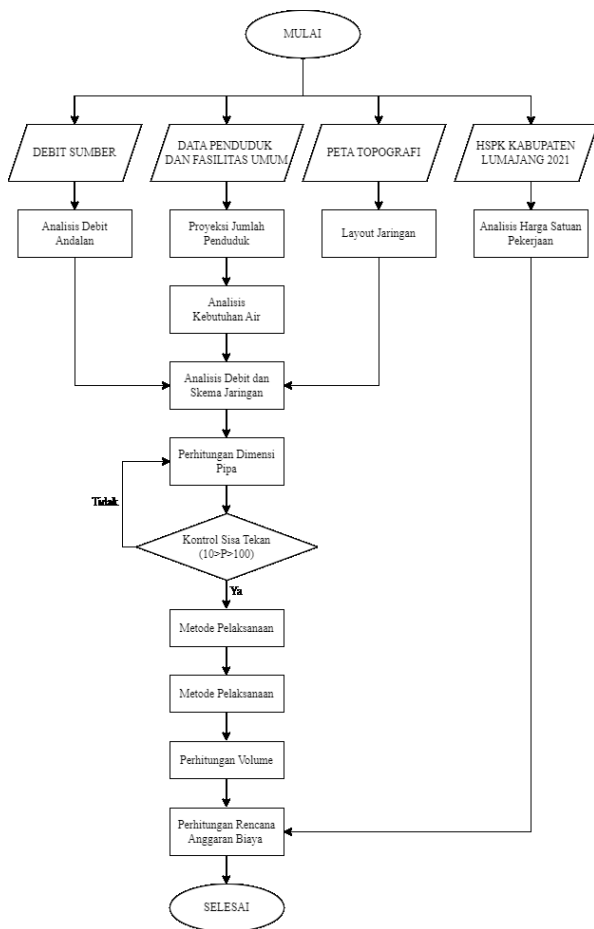 MULAI
DEBIT SUMBER
DATA PENDUDUK
DAN FASILITAS UMUM
PETA TOPOGRAFI
HSPK KABUPATEN
LUMAJANG 2021
Analisis Debit
Andalan
Proyeksi Jumlah
Penduduk
Layout Jaringan
Analisis Harga Satuan
Pekerjaan
Analisis
Kebutuhan Air
Analisis Debit dan
Skema Jaringan
Perhitungan Dimensi
Pipa
Tidak
Kontrol Sisa Tekan
(10>P>100)
Ya
Metode Pelaksanaan
Metode Pelaksanaan
Perhitungan Volume
Perhitungan Rencana
Anggaran Biaya
SELESAI